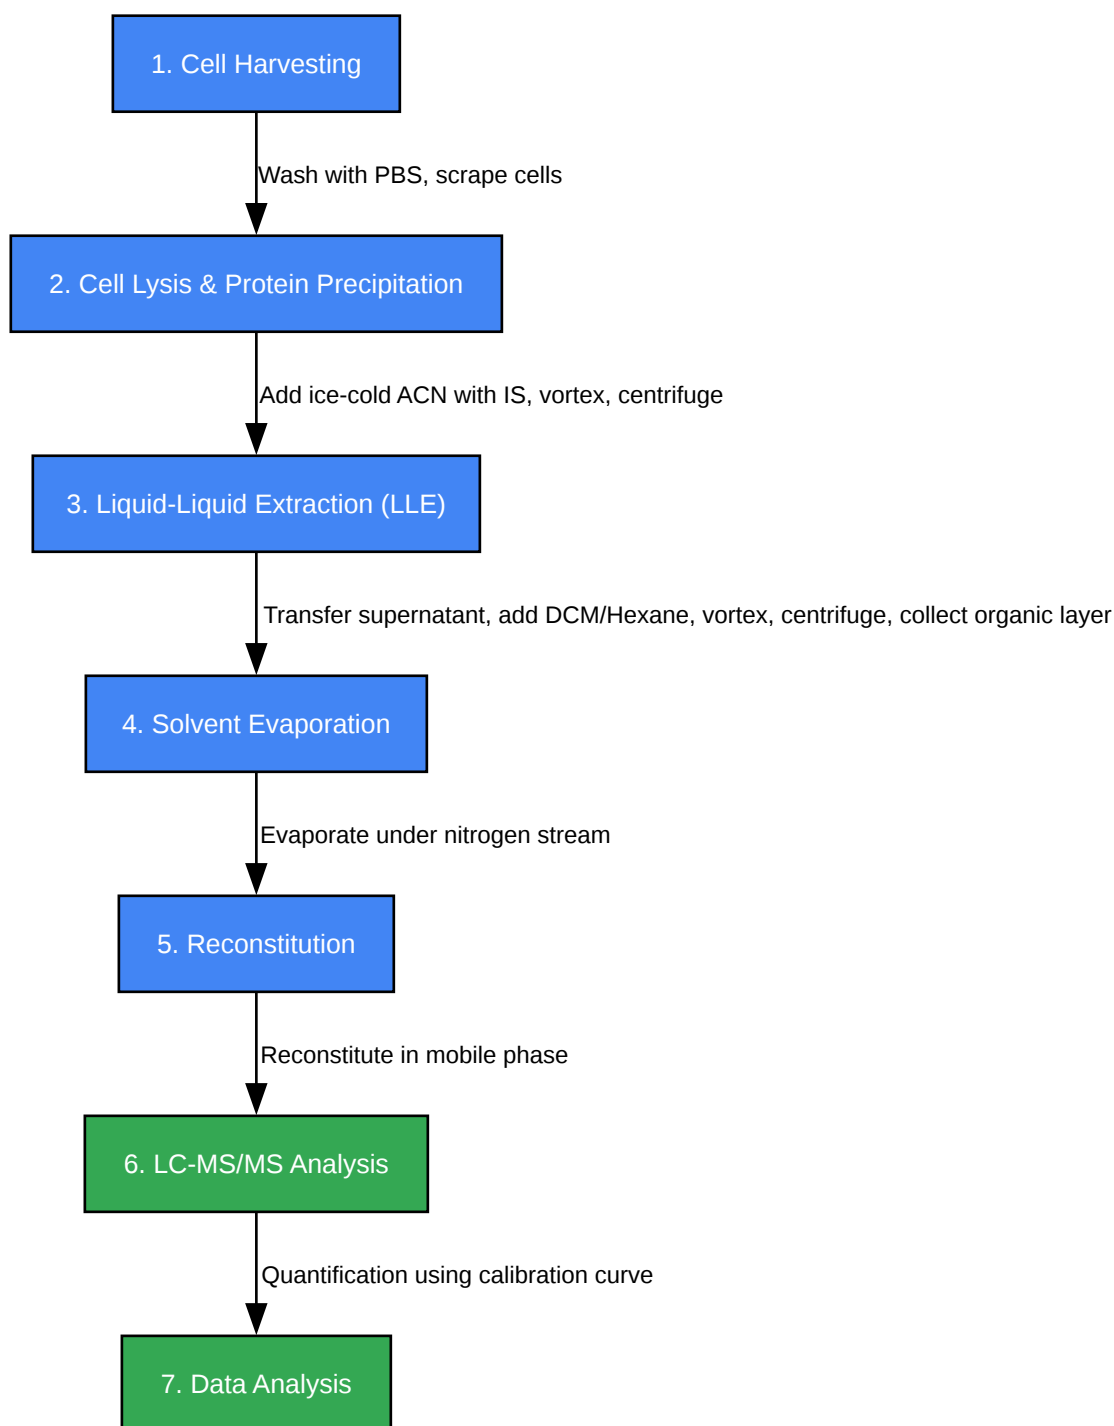 1. Cell Harvesting
Wash with PBS, scrape cells
2. Cell Lysis & Protein Precipitation
Add ice-cold ACN with IS, vortex, centrifuge
3. Liquid-Liquid Extraction (LLE)
Transfer supernatant, add DCM/Hexane, vortex, centrifuge, collect organic layer
4. Solvent Evaporation
Evaporate under nitrogen stream
5. Reconstitution
Reconstitute in mobile phase
6. LC-MS/MS Analysis
Quantification using calibration curve
7. Data Analysis